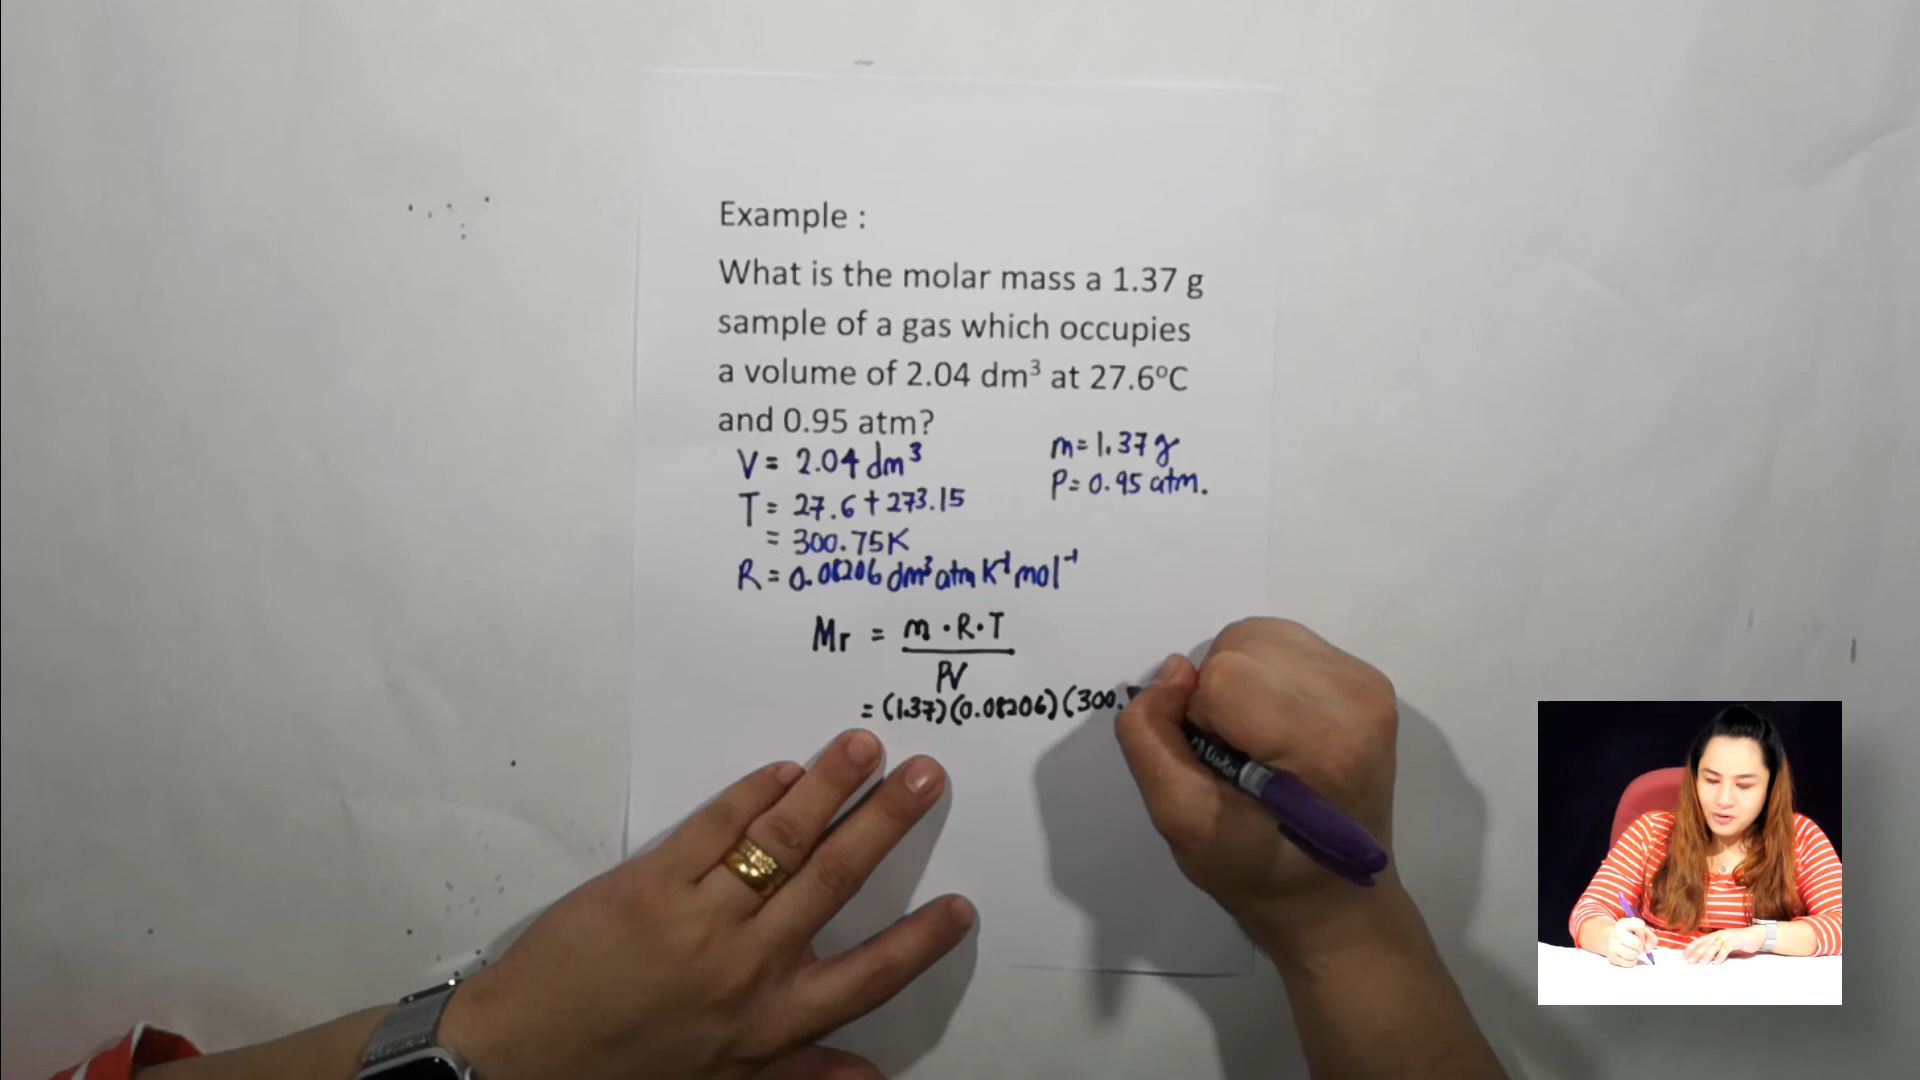 Example :
What is the molar mass a 1.37 g
sample of a gas which occupies
a volume of 2.04 dm³ at 27.6ºC
and 0.95 atm?
V = 2.04 dm³
m = 1.37 g
T = 27.6 + 273.15
P = 0.95 atm.
= 300.75K
R = 0.08206 dm³ atm K⁻¹ mol⁻¹
Mr = m · R · T
PV
= (1.37)(0.08206)(300.